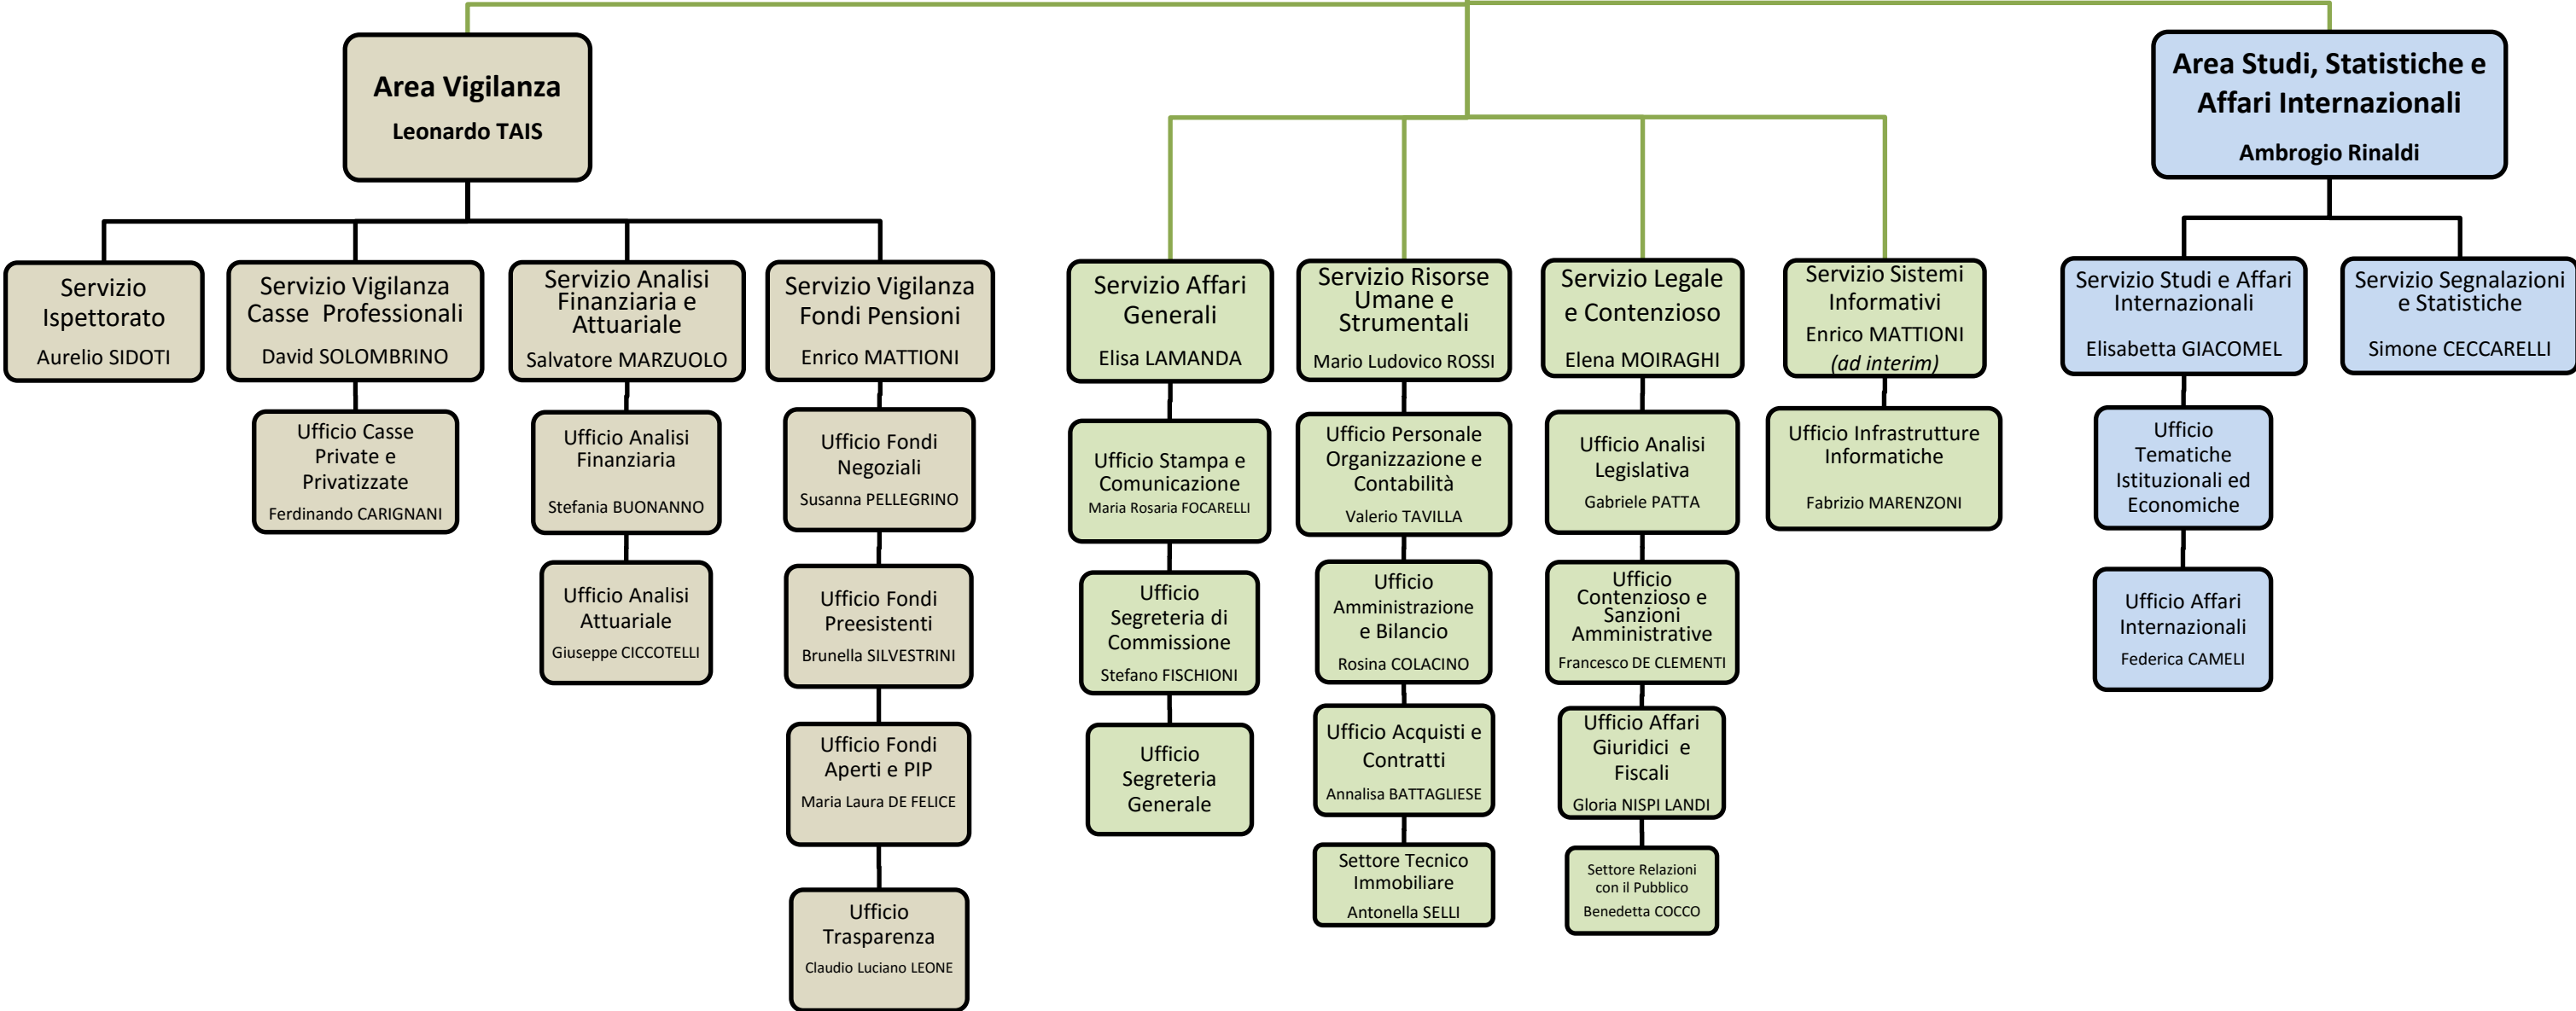 Area Vigilanza
Leonardo TAIS
Area Studi, Statistiche e
Affari Internazionali
Ambrogio Rinaldi
Servizio
Ispettorato
Aurelio SIDOTI
Servizio Vigilanza
Casse Professionali
David SOLOMBRINO
Ufficio Casse
Private e
Privatizzate
Ferdinando CARIGNANI
Servizio Analisi
Finanziaria e
Attuariale
Salvatore MARZUOLO
Ufficio Analisi
Finanziaria
Stefania BUONANNO
Ufficio Analisi
Attuariale
Giuseppe CICCOTELLI
Servizio Vigilanza
Fondi Pensioni
Enrico MATTIONI
Ufficio Fondi
Negoziali
Susanna PELLEGRINO
Ufficio Fondi
Preesistenti
Brunella SILVESTRINI
Ufficio Fondi
Aperti e PIP
Maria Laura DE FELICE
Ufficio
Trasparenza
Claudio Luciano LEONE
Servizio Affari
Generali
Elisa LAMANDA
Ufficio Stampa e
Comunicazione
Maria Rosaria FOCARELLI
Ufficio
Segreteria di
Commissione
Stefano FISCHIONI
Ufficio
Segreteria
Generale
Servizio Risorse
Umane e
Strumentali
Mario Ludovico ROSSI
Ufficio Personale
Organizzazione e
Contabilità
Valerio TAVILLA
Ufficio
Amministrazione
e Bilancio
Rosina COLACINO
Ufficio Acquisti e
Contratti
Annalisa BATTAGLIESE
Settore Tecnico
Immobiliare
Antonella SELLI
Servizio Legale
e Contenzioso
Elena MOIRAGHI
Ufficio Analisi
Legislativa
Gabriele PATTA
Ufficio
Contenzioso e
Sanzioni
Amministrative
Francesco DE CLEMENTI
Ufficio Affari
Giuridici e
Fiscali
Gloria NISPI LANDI
Settore Relazioni
con il Pubblico
Benedetta COCCO
Servizio Sistemi
Informativi
Enrico MATTIONI
(ad interim)
Ufficio Infrastrutture
Informatiche
Fabrizio MARENZONI
Servizio Studi e Affari
Internazionali
Elisabetta GIACOMEL
Ufficio
Tematiche
Istituzionali ed
Economiche
Ufficio Affari
Internazionali
Federica CAMELI
Servizio Segnalazioni
e Statistiche
Simone CECCARELLI